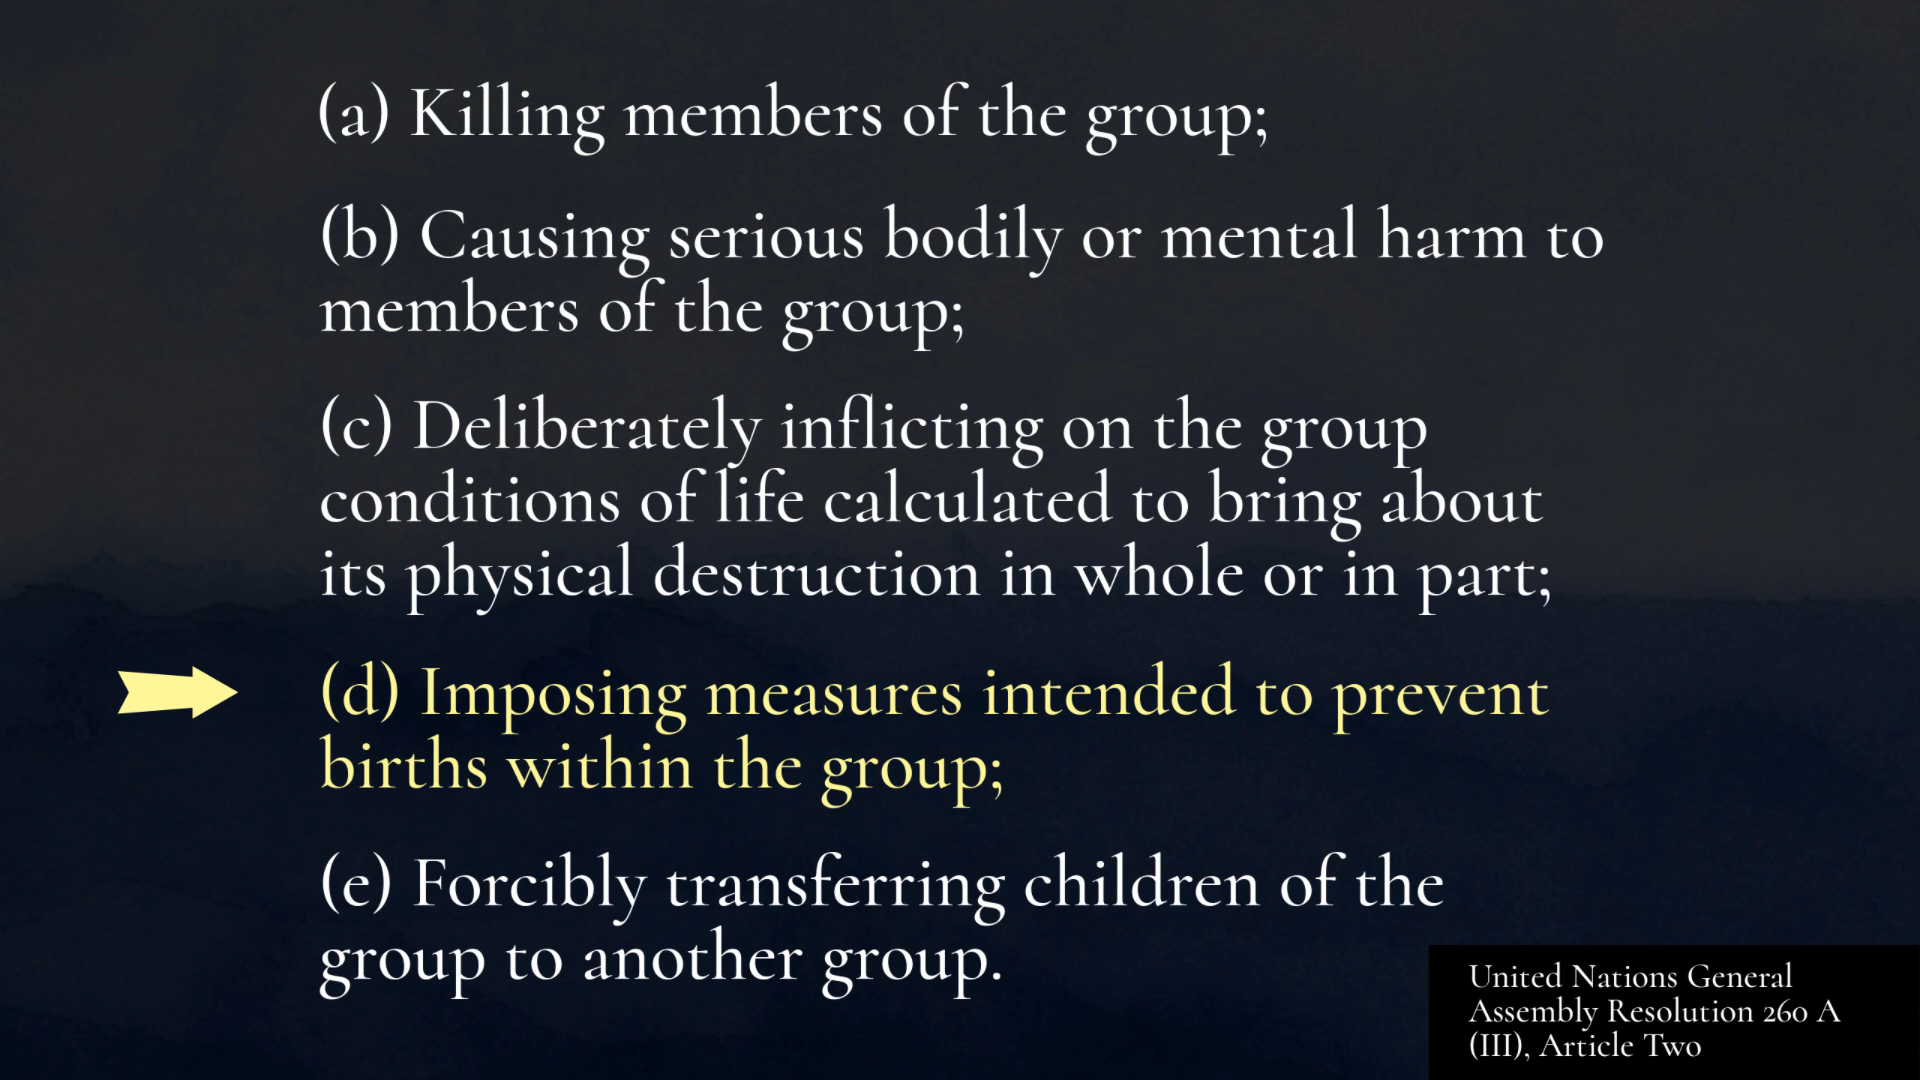 (a) Killing members of the group;
(b) Causing serious bodily or mental harm to
members of the group;
(c) Deliberately inflicting on the group
conditions of life calculated to bring about
its physical destruction in whole or in part;
(d) Imposing measures intended to prevent
births within the group;
(e) Forcibly transferring children of the
group to another group.
United Nations General
Assembly Resolution 260 A
(III), Article Two